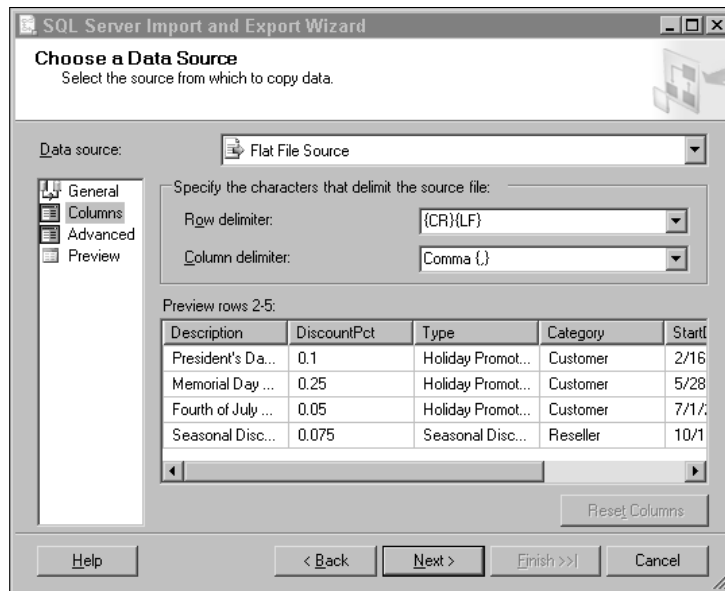 SQL Server Import and Export Wizard
Choose a Data Source
Select the source from which to copy data.
Data source: Flat File Source
General
Columns
Advanced
Preview
Specify the characters that delimit the source file:
Row delimiter: {CR}{LF}
Column delimiter: Comma {,}
Preview rows 2-5:
Description DiscountPct Type Category StartD
President's Da... 0.1 Holiday Promot... Customer 2/16
Memorial Day ... 0.25 Holiday Promot... Customer 5/28
Fourth of July ... 0.05 Holiday Promot... Customer 7/1/2
Seasonal Disc... 0.075 Seasonal Disc... Reseller 10/1
Reset Columns
Help < Back Next > Finish >>| Cancel